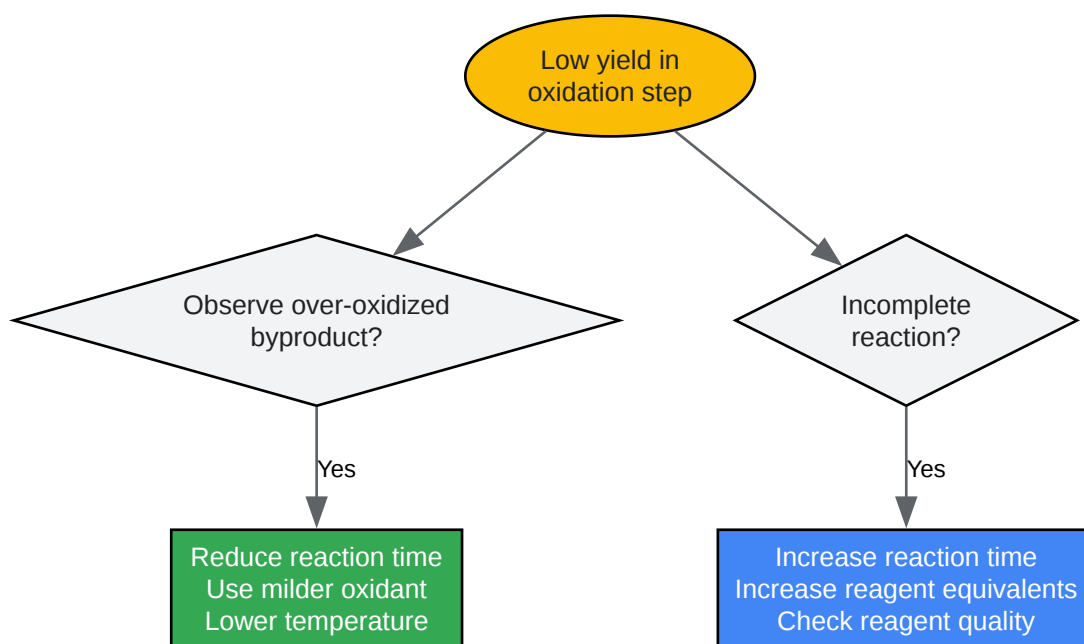 Low yield in
oxidation step
Observe over-oxidized
byproduct?
Incomplete
reaction?
Yes
Yes
Reduce reaction time
Use milder oxidant
Lower temperature
Increase reaction time
Increase reagent equivalents
Check reagent quality